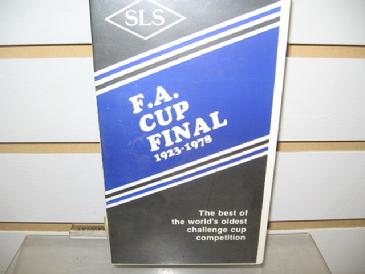 SLS
F.A.
CUP
FINAL
1923-1978
The best of
the world's oldest
challenge cup
competition